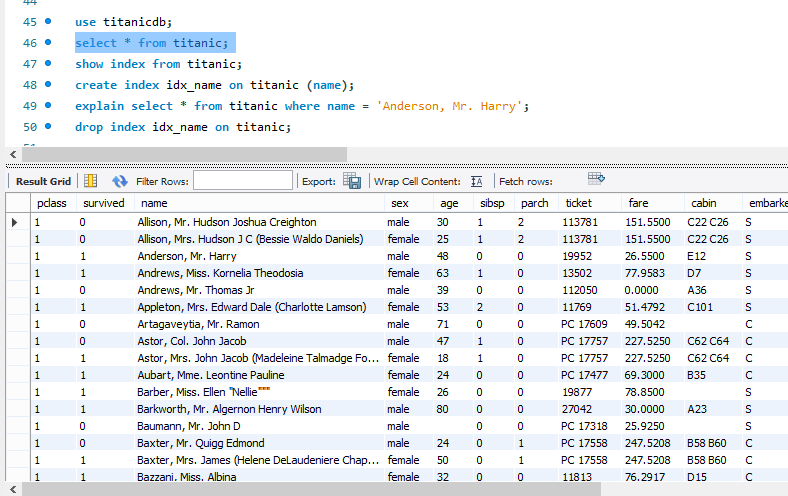 44
45 use titanicdb;
46 select * from titanic;
47 show index from titanic;
48 create index idx_name on titanic (name);
49 explain select * from titanic where name = 'Anderson, Mr. Harry';
50 drop index idx_name on titanic;
Result Grid Filter Rows: Export: Wrap Cell Content: IA Fetch rows:
pclass survived name sex age sibsp parch ticket fare cabin embarke
1 0 Allison, Mr. Hudson Joshua Creighton male 30 1 2 113781 151.5500 C22 C26 S
1 0 Allison, Mrs. Hudson J C (Bessie Waldo Daniels) female 25 1 2 113781 151.5500 C22 C26 S
1 1 Anderson, Mr. Harry male 48 0 0 19952 26.5500 E12 S
1 1 Andrews, Miss. Kornelia Theodosia female 63 1 0 13502 77.9583 D7 S
1 0 Andrews, Mr. Thomas Jr male 39 0 0 112050 0.0000 A36 S
1 1 Appleton, Mrs. Edward Dale (Charlotte Lamson) female 53 2 0 11769 51.4792 C101 S
1 0 Artagaveytia, Mr. Ramon male 71 0 0 PC 17609 49.5042 C
1 0 Astor, Col. John Jacob male 47 1 0 PC 17757 227.5250 C62 C64 C
1 1 Astor, Mrs. John Jacob (Madeleine Talmadge Fo... female 18 1 0 PC 17757 227.5250 C62 C64 C
1 1 Aubart, Mme. Leontine Pauline female 24 0 0 PC 17477 69.3000 B35 C
1 1 Barber, Miss. Ellen "Nellie""" female 26 0 0 19877 78.8500 S
1 1 Barkworth, Mr. Algernon Henry Wilson male 80 0 0 27042 30.0000 A23 S
1 0 Baumann, Mr. John D male 0 0 PC 17318 25.9250 S
1 0 Baxter, Mr. Quigg Edmond male 24 0 1 PC 17558 247.5208 B58 B60 C
1 1 Baxter, Mrs. James (Helene DeLaudeniere Chap... female 50 0 1 PC 17558 247.5208 B58 B60 C
1 1 Bazzani, Miss. Albina female 32 0 0 11813 76.2917 D15 C